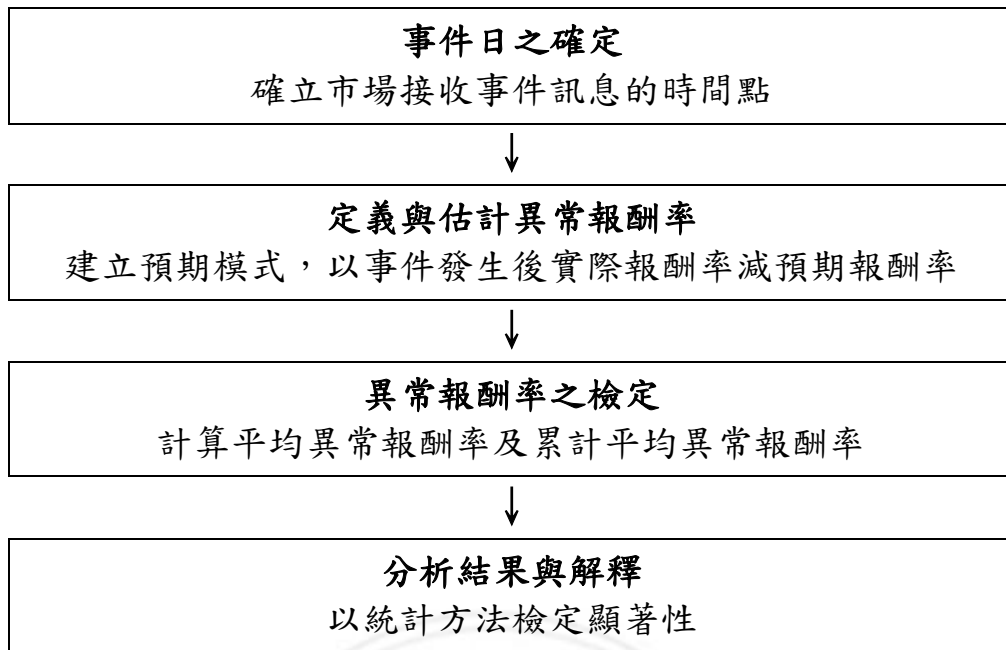 事件日之確定
確立市場接收事件訊息的時間點
定義與估計異常報酬率
建立預期模式，以事件發生後實際報酬率減預期報酬率
異常報酬率之檢定
計算平均異常報酬率及累計平均異常報酬率
分析結果與解釋
以統計方法檢定顯著性